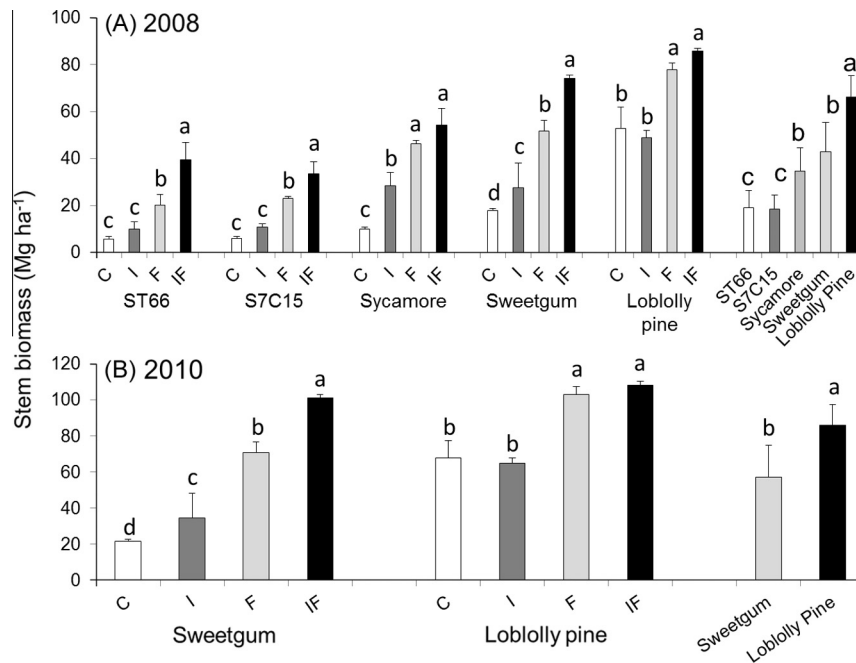 Stem biomass (Mg ha⁻¹)
(A) 2008
100
80
60
40
20
0
c c b a
c c b a
c b a a
d c b a
b b a a
c c b b a
C I F IF C I F IF C I F IF C I F IF C I F IF
ST66 S7C15 Sycamore Sweetgum Loblolly pine
ST66
S7C15
Sycamore
Sweetgum
Loblolly Pine
(B) 2010
120
100
80
60
40
20
0
d c b a
b b a a
b a
C I F IF C I F IF
Sweetgum Loblolly pine
Sweetgum
Loblolly Pine